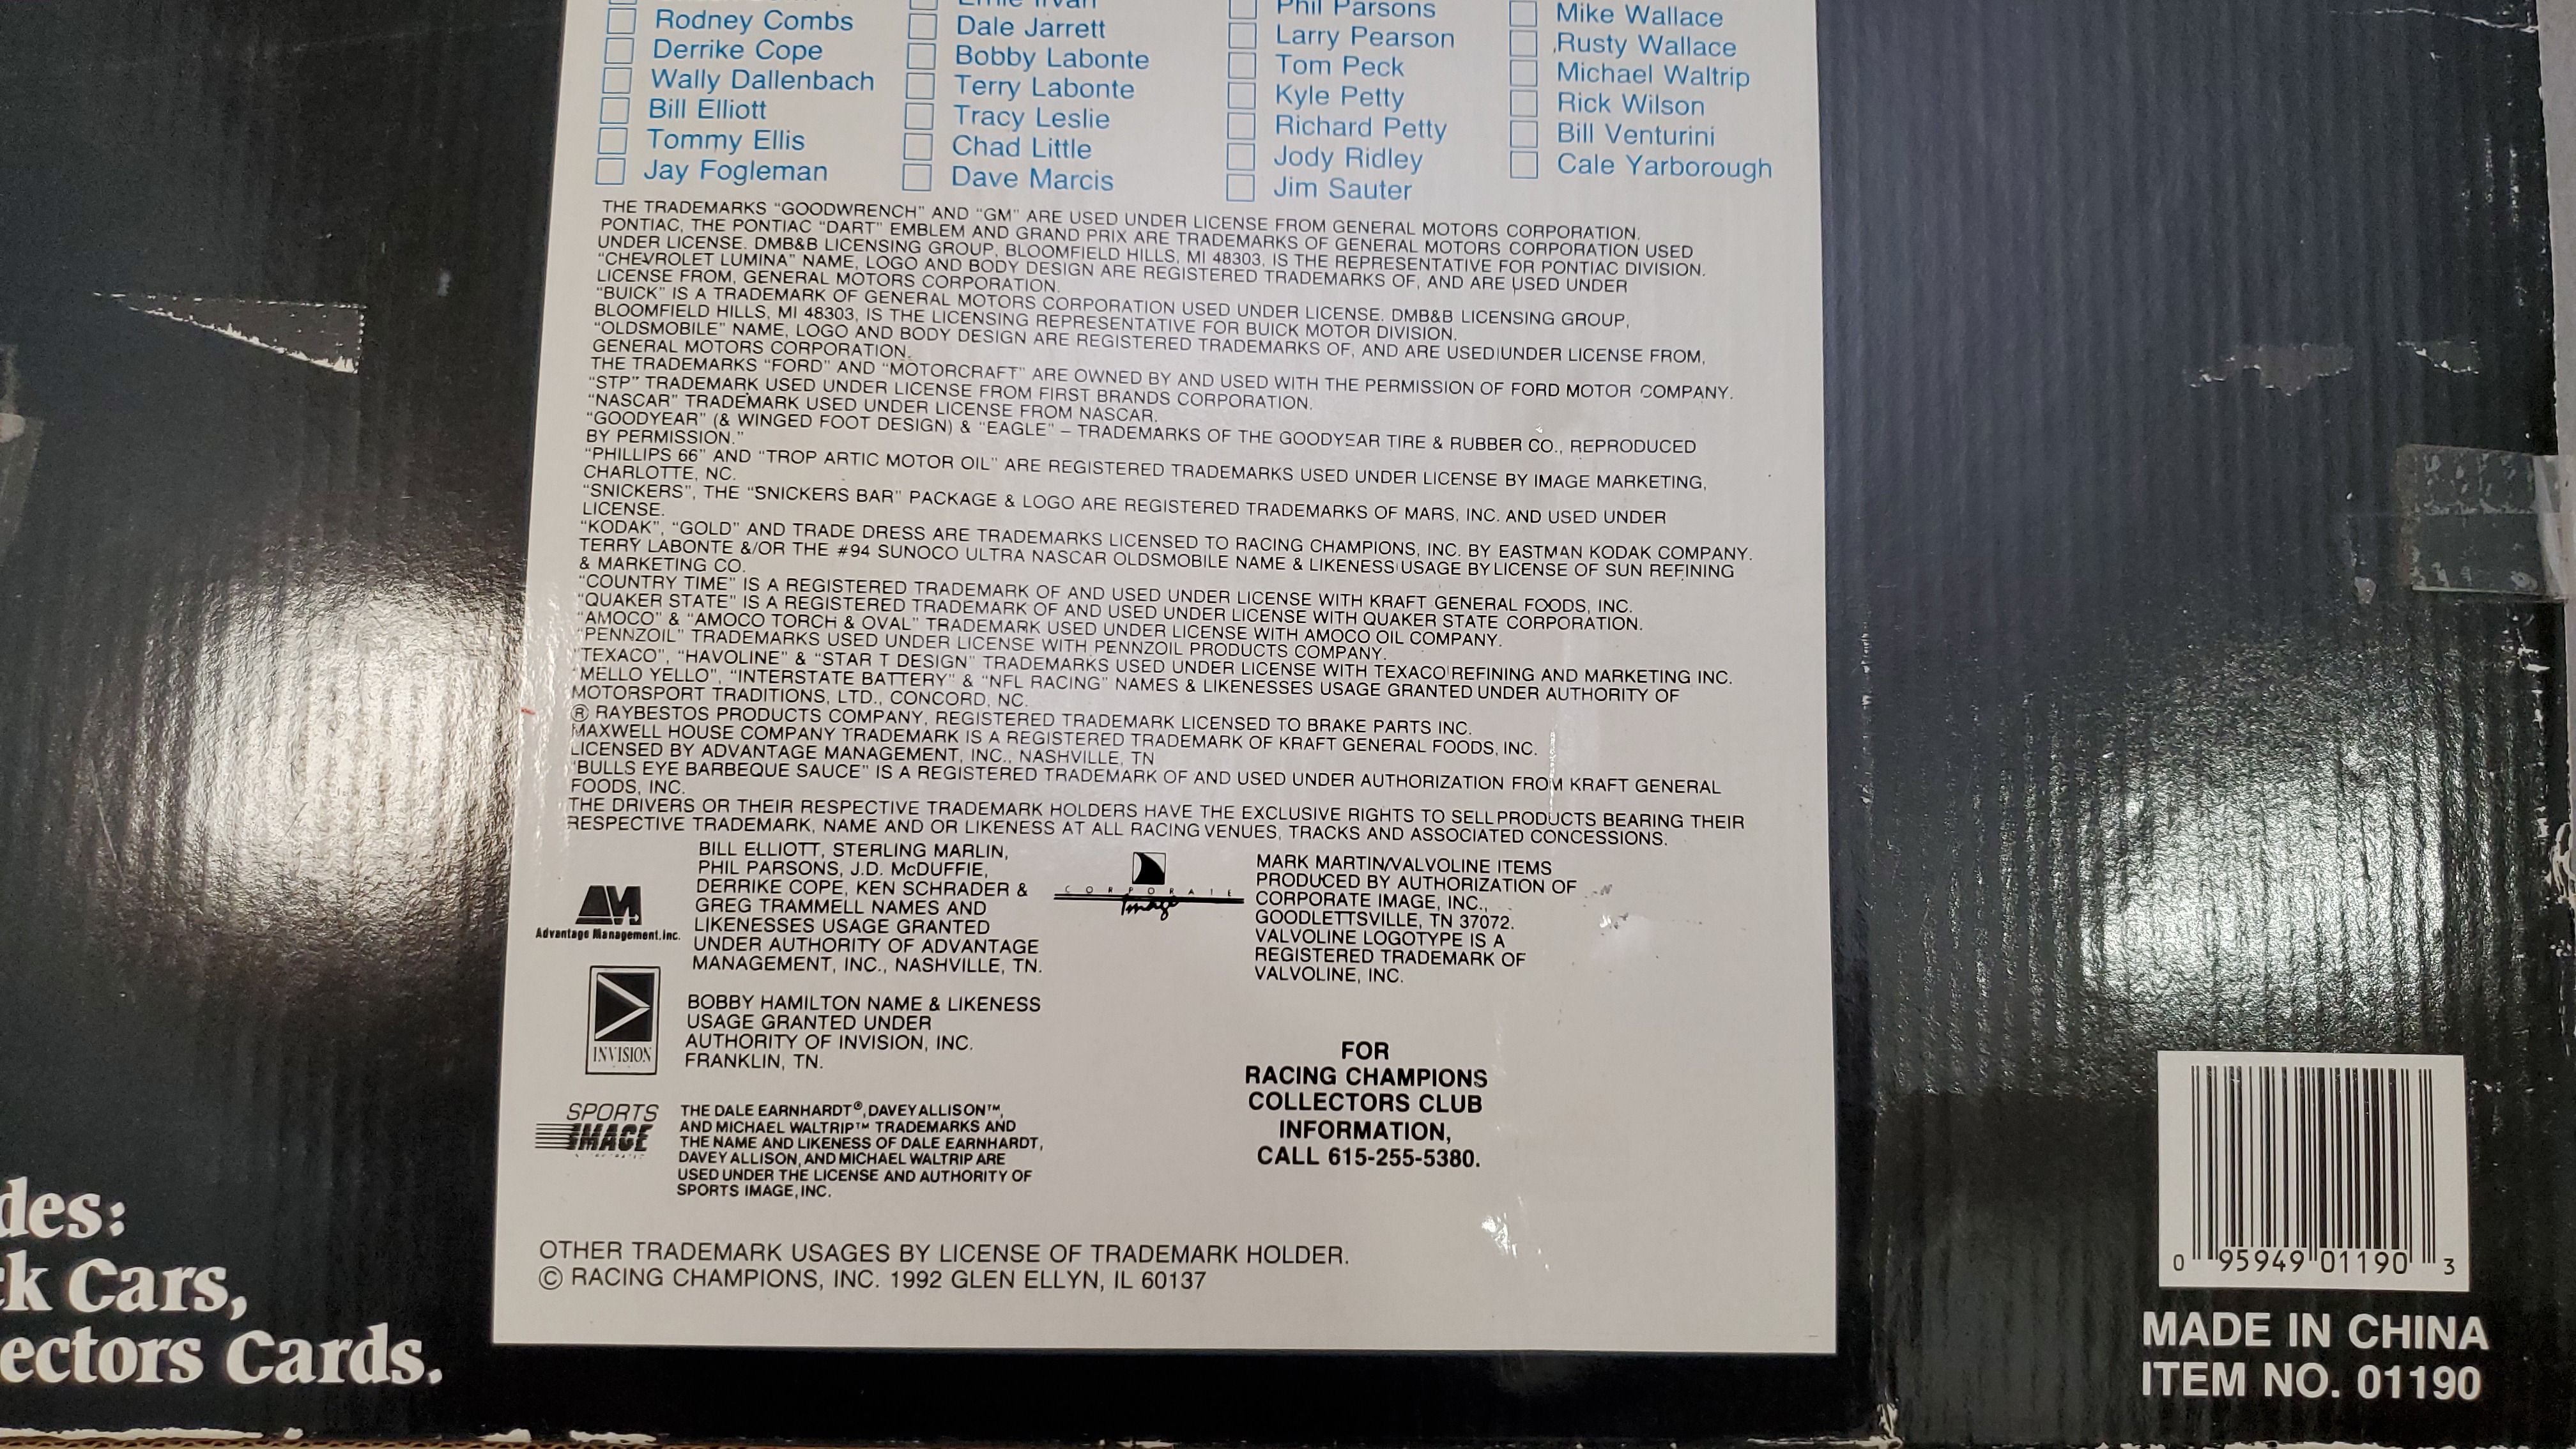 Ernie Irvan
Phil Parsons
Mike Wallace
Rodney Combs
Dale Jarrett
Larry Pearson
Rusty Wallace
Derrike Cope
Bobby Labonte
Tom Peck
Michael Waltrip
Wally Dallenbach
Terry Labonte
Kyle Petty
Rick Wilson
Bill Elliott
Tracy Leslie
Richard Petty
Bill Venturini
Tommy Ellis
Chad Little
Jody Ridley
Cale Yarborough
Jay Fogleman
Dave Marcis
Jim Sauter
THE TRADEMARKS "GOODWRENCH" AND "GM" ARE USED UNDER LICENSE FROM GENERAL MOTORS CORPORATION.
PONTIAC, THE PONTIAC "DART" EMBLEM AND GRAND PRIX ARE TRADEMARKS OF GENERAL MOTORS CORPORATION USED
UNDER LICENSE. DMB&B LICENSING GROUP, BLOOMFIELD HILLS, MI 48303, IS THE REPRESENTATIVE FOR PONTIAC DIVISION.
"CHEVROLET LUMINA" NAME, LOGO AND BODY DESIGN ARE REGISTERED TRADEMARKS OF, AND ARE USED UNDER
LICENSE FROM, GENERAL MOTORS CORPORATION.
"BUICK" IS A TRADEMARK OF GENERAL MOTORS CORPORATION USED UNDER LICENSE. DMB&B LICENSING GROUP,
BLOOMFIELD HILLS, MI 48303, IS THE LICENSING REPRESENTATIVE FOR BUICK MOTOR DIVISION.
"OLDSMOBILE" NAME, LOGO AND BODY DESIGN ARE REGISTERED TRADEMARKS OF, AND ARE USED UNDER LICENSE FROM,
GENERAL MOTORS CORPORATION.
THE TRADEMARKS "FORD" AND "MOTORCRAFT" ARE OWNED BY AND USED WITH THE PERMISSION OF FORD MOTOR COMPANY.
"STP" TRADEMARK USED UNDER LICENSE FROM FIRST BRANDS CORPORATION.
"NASCAR" TRADEMARK USED UNDER LICENSE FROM NASCAR.
"GOODYEAR" (& WINGED FOOT DESIGN) & "EAGLE" – TRADEMARKS OF THE GOODYEAR TIRE & RUBBER CO., REPRODUCED
BY PERMISSION."
"PHILLIPS 66" AND "TROP ARTIC MOTOR OIL" ARE REGISTERED TRADEMARKS USED UNDER LICENSE BY IMAGE MARKETING,
CHARLOTTE, NC.
"SNICKERS", THE "SNICKERS BAR" PACKAGE & LOGO ARE REGISTERED TRADEMARKS OF MARS, INC. AND USED UNDER
LICENSE.
"KODAK", "GOLD" AND TRADE DRESS ARE TRADEMARKS LICENSED TO RACING CHAMPIONS, INC. BY EASTMAN KODAK COMPANY.
TERRY LABONTE &/OR THE #94 SUNOCO ULTRA NASCAR OLDSMOBILE NAME & LIKENESS USAGE BY LICENSE OF SUN REFINING
& MARKETING CO.
"COUNTRY TIME" IS A REGISTERED TRADEMARK OF AND USED UNDER LICENSE WITH KRAFT GENERAL FOODS, INC.
"QUAKER STATE" IS A REGISTERED TRADEMARK OF AND USED UNDER LICENSE WITH QUAKER STATE CORPORATION.
"AMOCO" & "AMOCO TORCH & OVAL" TRADEMARK USED UNDER LICENSE WITH AMOCO OIL COMPANY.
"PENNZOIL" TRADEMARKS USED UNDER LICENSE WITH PENNZOIL PRODUCTS COMPANY.
"TEXACO", "HAVOLINE" & "STAR T DESIGN" TRADEMARKS USED UNDER LICENSE WITH TEXACO REFINING AND MARKETING INC.
"MELLO YELLO", "INTERSTATE BATTERY" & "NFL RACING" NAMES & LIKENESSES USAGE GRANTED UNDER AUTHORITY OF
MOTORSPORT TRADITIONS, LTD., CONCORD, NC.
® RAYBESTOS PRODUCTS COMPANY, REGISTERED TRADEMARK LICENSED TO BRAKE PARTS INC.
MAXWELL HOUSE COMPANY TRADEMARK IS A REGISTERED TRADEMARK OF KRAFT GENERAL FOODS, INC.
LICENSED BY ADVANTAGE MANAGEMENT, INC., NASHVILLE, TN
"BULLS EYE BARBEQUE SAUCE" IS A REGISTERED TRADEMARK OF AND USED UNDER AUTHORIZATION FROM KRAFT GENERAL
FOODS, INC.
THE DRIVERS OR THEIR RESPECTIVE TRADEMARK HOLDERS HAVE THE EXCLUSIVE RIGHTS TO SELL PRODUCTS BEARING THEIR
RESPECTIVE TRADEMARK, NAME AND OR LIKENESS AT ALL RACING VENUES, TRACKS AND ASSOCIATED CONCESSIONS.
AM
Advantage Management, Inc.
BILL ELLIOTT, STERLING MARLIN,
PHIL PARSONS, J.D. McDUFFIE,
DERRIKE COPE, KEN SCHRADER &
GREG TRAMMELL NAMES AND
LIKENESSES USAGE GRANTED
UNDER AUTHORITY OF ADVANTAGE
MANAGEMENT, INC., NASHVILLE, TN.
CORPORATE
Image
MARK MARTIN/VALVOLINE ITEMS
PRODUCED BY AUTHORIZATION OF
CORPORATE IMAGE, INC.,
GOODLETTSVILLE, TN 37072.
VALVOLINE LOGOTYPE IS A
REGISTERED TRADEMARK OF
VALVOLINE, INC.
INVISION
BOBBY HAMILTON NAME & LIKENESS
USAGE GRANTED UNDER
AUTHORITY OF INVISION, INC.
FRANKLIN, TN.
SPORTS
IMAGE
THE DALE EARNHARDT®, DAVEY ALLISON™,
AND MICHAEL WALTRIP™ TRADEMARKS AND
THE NAME AND LIKENESS OF DALE EARNHARDT,
DAVEY ALLISON, AND MICHAEL WALTRIP ARE
USED UNDER THE LICENSE AND AUTHORITY OF
SPORTS IMAGE, INC.
FOR
RACING CHAMPIONS
COLLECTORS CLUB
INFORMATION,
CALL 615-255-5380.
OTHER TRADEMARK USAGES BY LICENSE OF TRADEMARK HOLDER.
© RACING CHAMPIONS, INC. 1992 GLEN ELLYN, IL 60137
des:
k Cars,
ectors Cards.
0 95949 01190 3
MADE IN CHINA
ITEM NO. 01190